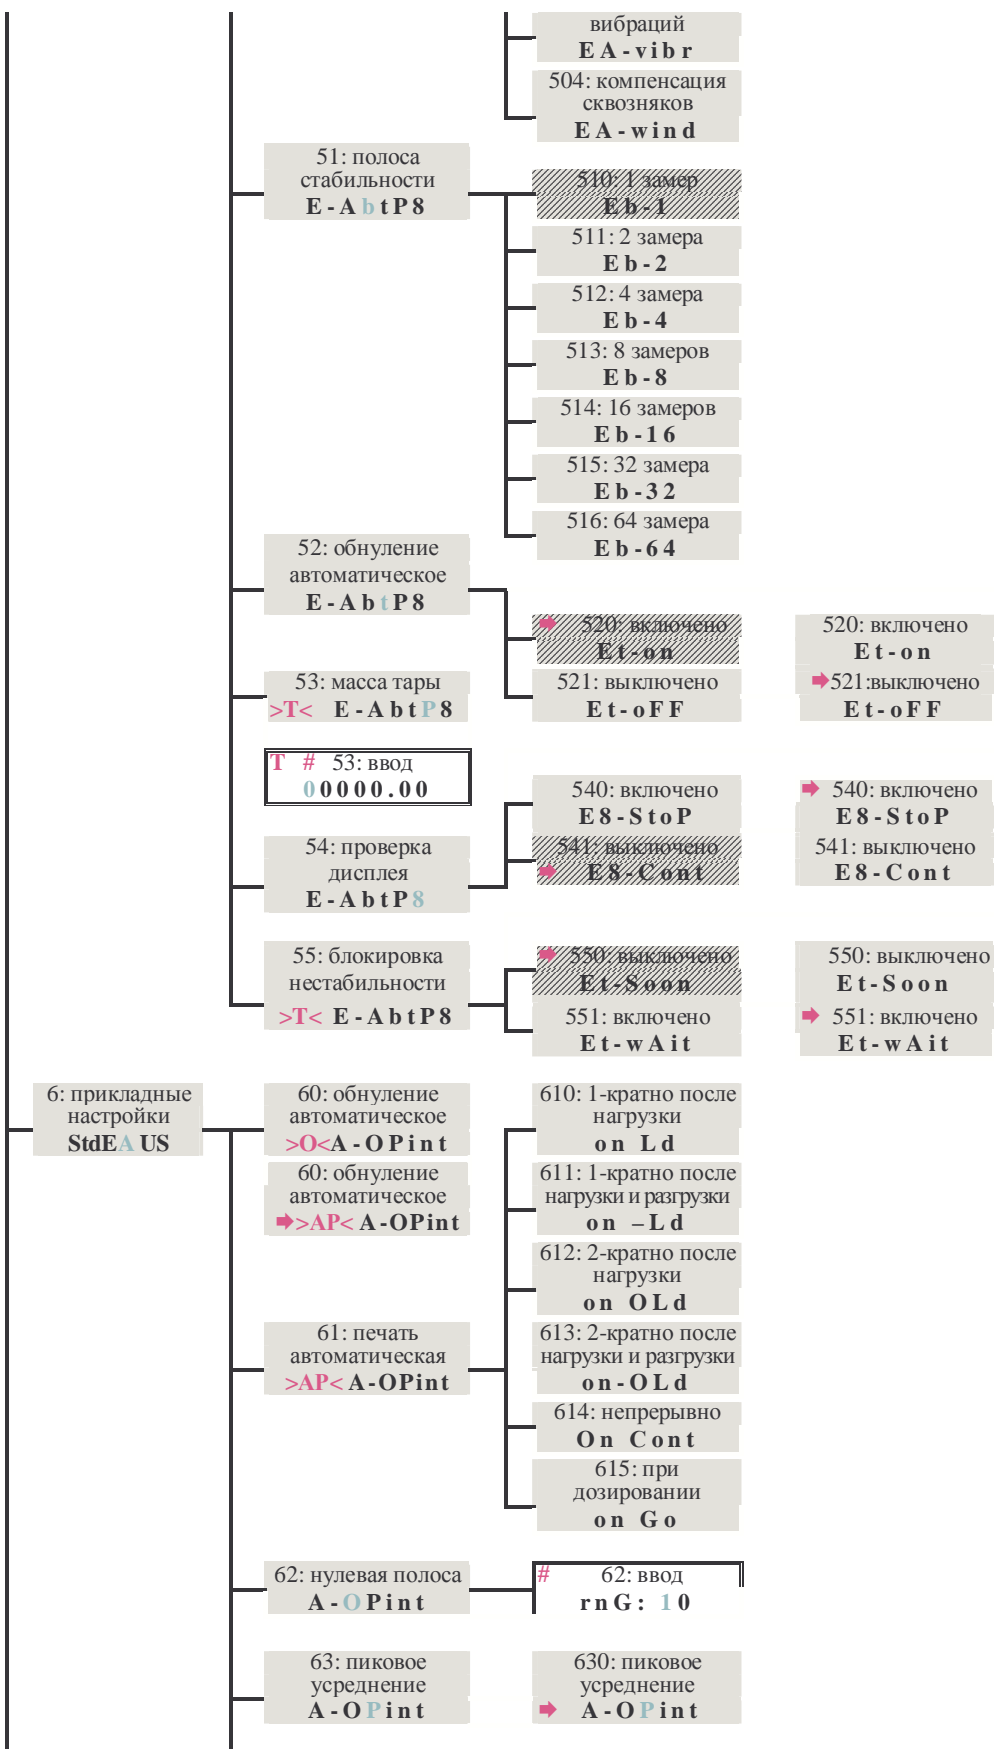 вибраций
EA-vibr
504: компенсация
сквозняков
EA-wind
51: полоса
стабильности
E-AbtP8
510: 1 замер
Eb-1
511: 2 замера
Eb-2
512: 4 замера
Eb-4
513: 8 замеров
Eb-8
514: 16 замеров
Eb-16
515: 32 замера
Eb-32
516: 64 замера
Eb-64
52: обнуление
автоматическое
E-AbtP8
520: включено
Et-on
520: включено
Et-on
521: выключено
Et-oFF
521:выключено
Et-oFF
53: масса тары
>T< E-AbtP8
T # 53: ввод
00000.00
540: включено
E8-StoP
540: включено
E8-StoP
54: проверка
дисплея
E-AbtP8
541: выключено
E8-Cont
541: выключено
E8-Cont
55: блокировка
нестабильности
>T< E-AbtP8
550: выключено
Et-Soon
550: выключено
Et-Soon
551: включено
Et-wAit
551: включено
Et-wAit
6: прикладные
настройки
StdEA US
60: обнуление
автоматическое
>O<A-OPint
60: обнуление
автоматическое
>AP< A-OPint
610: 1-кратно после
нагрузки
on Ld
611: 1-кратно после
нагрузки и разгрузки
on –Ld
612: 2-кратно после
нагрузки
on OLd
61: печать
автоматическая
>AP< A-OPint
613: 2-кратно после
нагрузки и разгрузки
on-OLd
614: непрерывно
On Cont
615: при
дозировании
on Go
62: нулевая полоса
A-OPint
# 62: ввод
rnG: 10
63: пиковое
усреднение
A-OPint
630: пиковое
усреднение
A-OPint